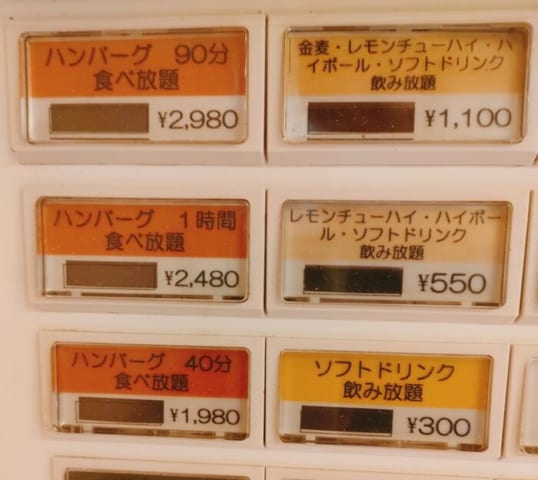 ハンバーグ 90分
食べ放題
¥2,980
金麦・レモンチューハイ・ハ
イボール・ソフトドリンク
飲み放題
¥1,100
ハンバーグ 1時間
食べ放題
¥2,480
レモンチューハイ・ハイボー
ル・ソフトドリンク
飲み放題
¥550
ハンバーグ 40分
食べ放題
¥1,980
ソフトドリンク
飲み放題
¥300